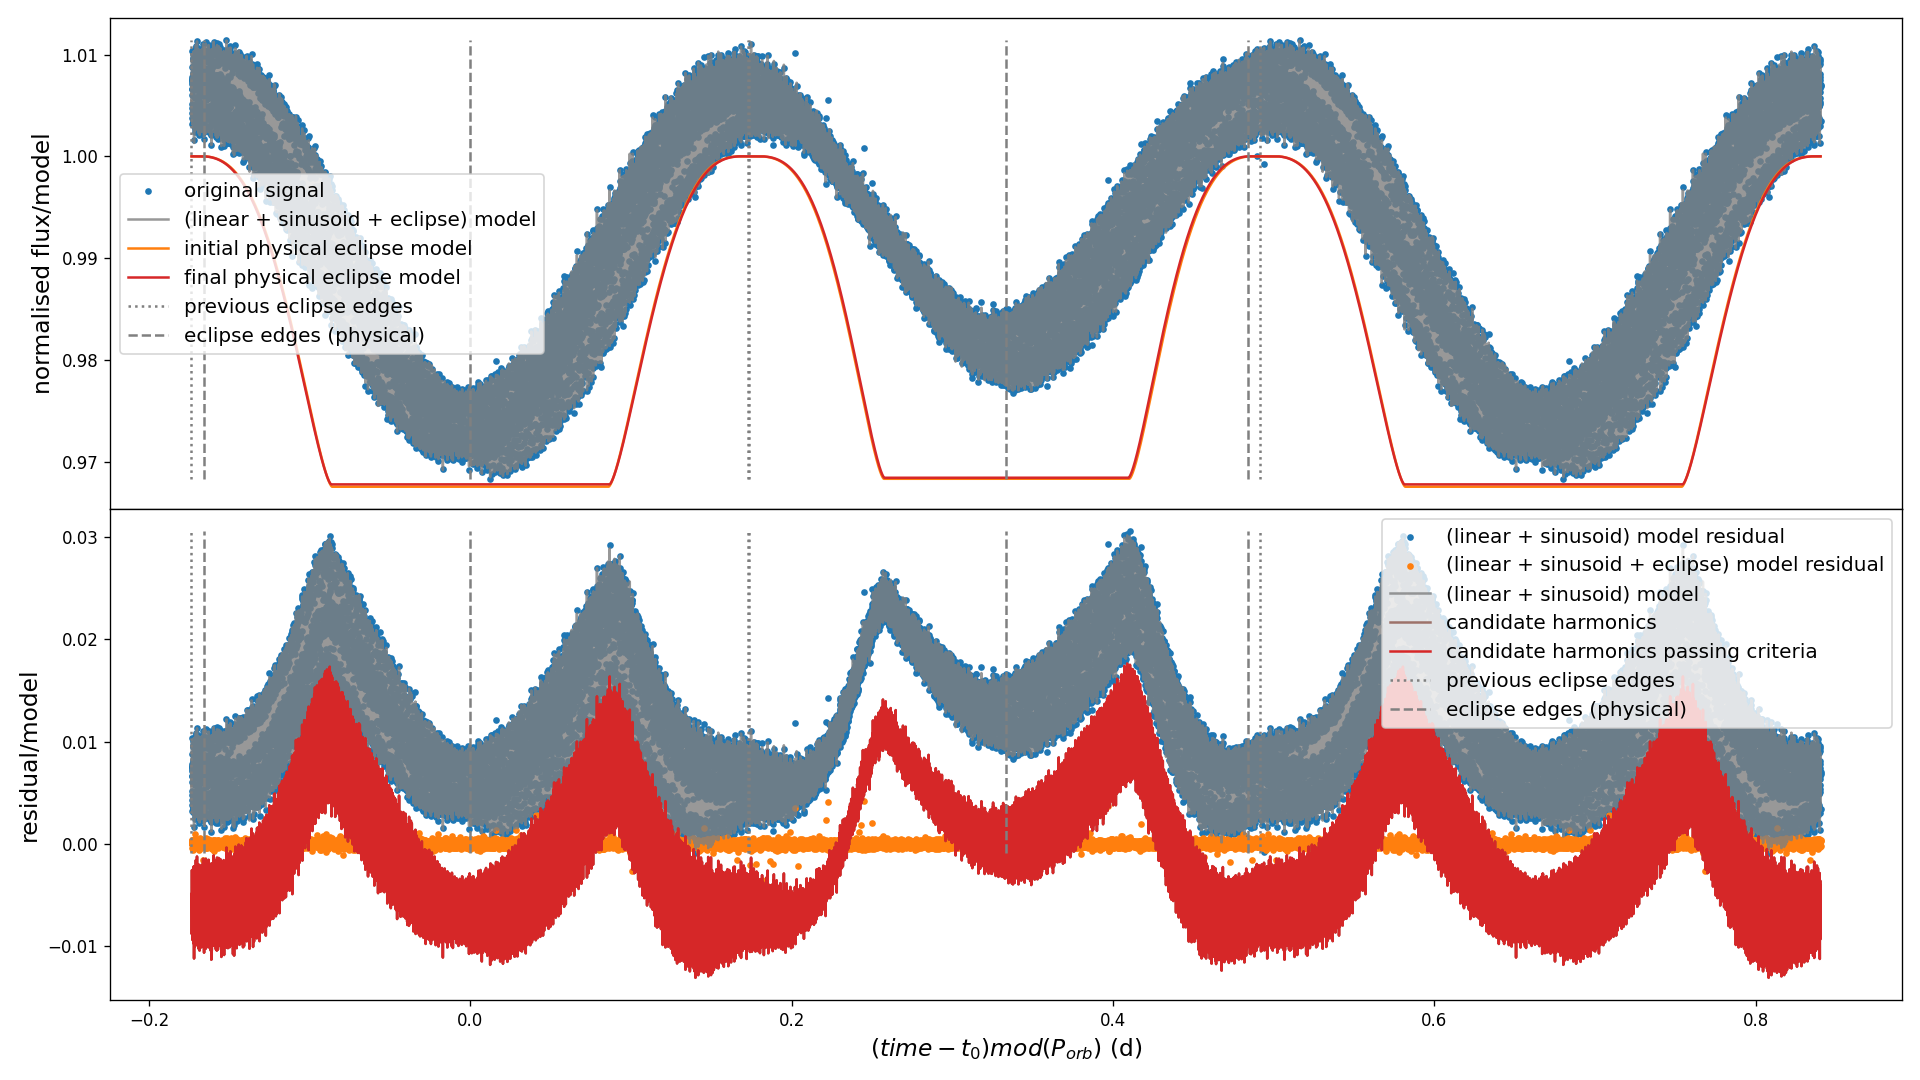 normalised flux/model
1.01
1.00
0.99
0.98
0.97
original signal
(linear + sinusoid + eclipse) model
initial physical eclipse model
final physical eclipse model
previous eclipse edges
eclipse edges (physical)
residual/model
0.03
0.02
0.01
0.00
−0.01
(linear + sinusoid) model residual
(linear + sinusoid + eclipse) model residual
(linear + sinusoid) model
candidate harmonics
candidate harmonics passing criteria
previous eclipse edges
eclipse edges (physical)
−0.2 0.0 0.2 0.4 0.6 0.8
(time − t₀)mod(P_orb) (d)